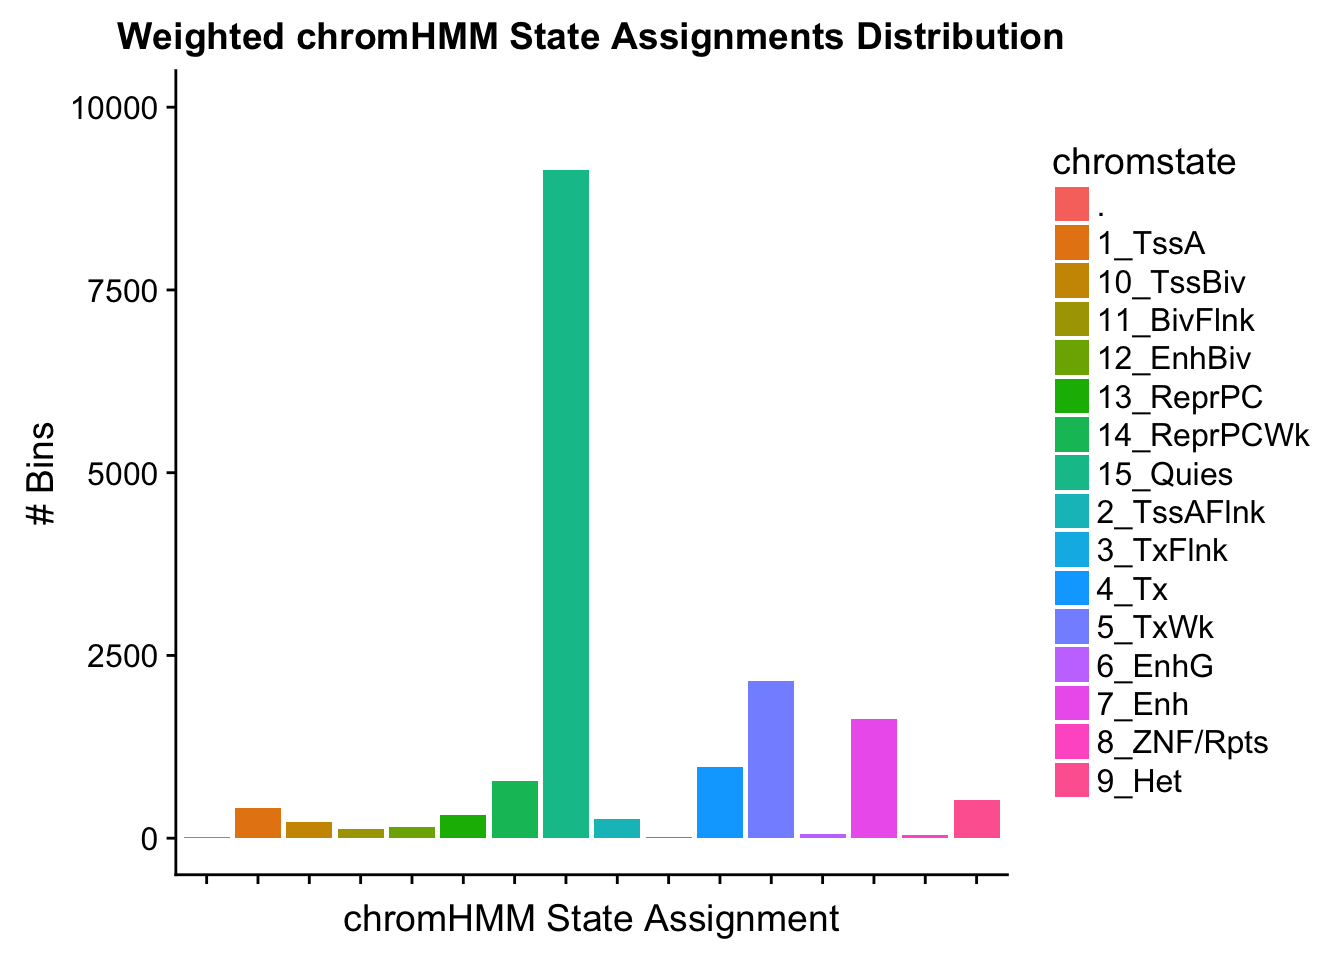 Weighted chromHMM State Assignments Distribution
10000
7500
5000
2500
0
# Bins
chromHMM State Assignment
chromstate
.
1_TssA
10_TssBiv
11_BivFlnk
12_EnhBiv
13_ReprPC
14_ReprPCWk
15_Quies
2_TssAFlnk
3_TxFlnk
4_Tx
5_TxWk
6_EnhG
7_Enh
8_ZNF/Rpts
9_Het